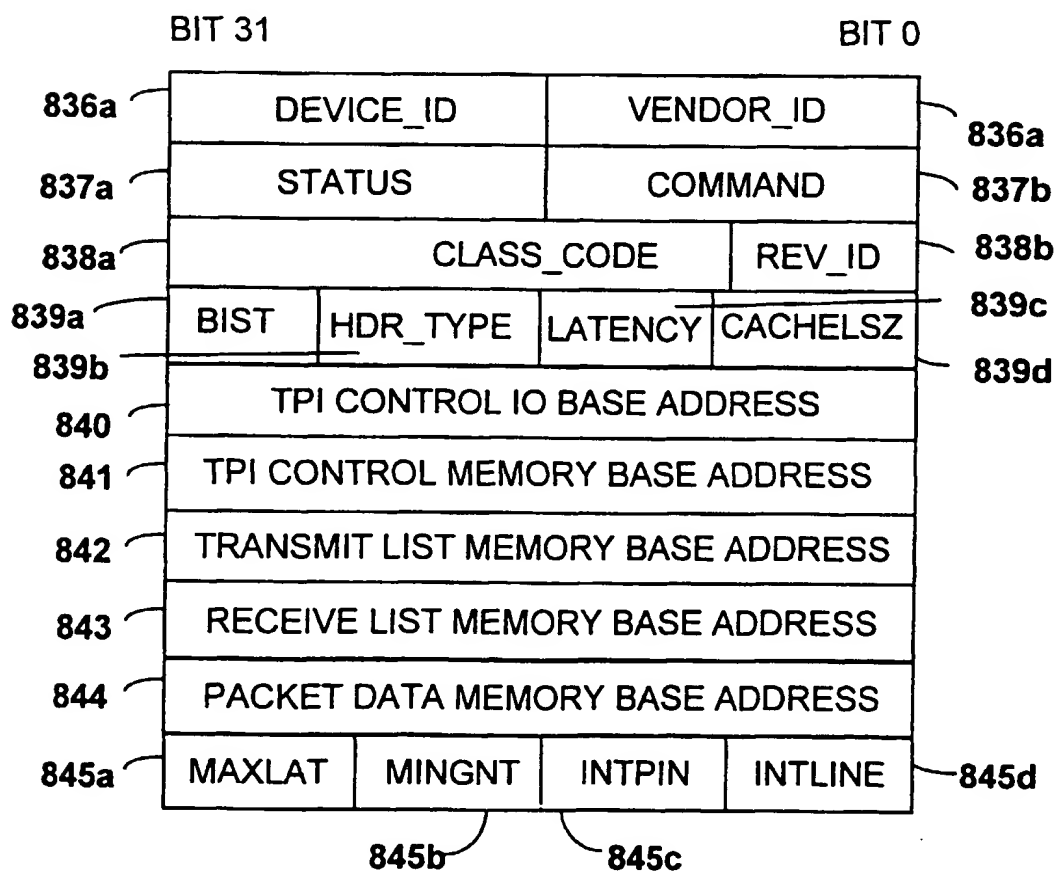 BIT 31 BIT 0
836a DEVICE_ID VENDOR_ID 836a
837a STATUS COMMAND 837b
838a CLASS_CODE REV_ID 838b
839a BIST HDR_TYPE LATENCY CACHELSZ 839c
839b 839d
840 TPI CONTROL IO BASE ADDRESS
841 TPI CONTROL MEMORY BASE ADDRESS
842 TRANSMIT LIST MEMORY BASE ADDRESS
843 RECEIVE LIST MEMORY BASE ADDRESS
844 PACKET DATA MEMORY BASE ADDRESS
845a MAXLAT MINGNT INTPIN INTLINE 845d
845b 845c